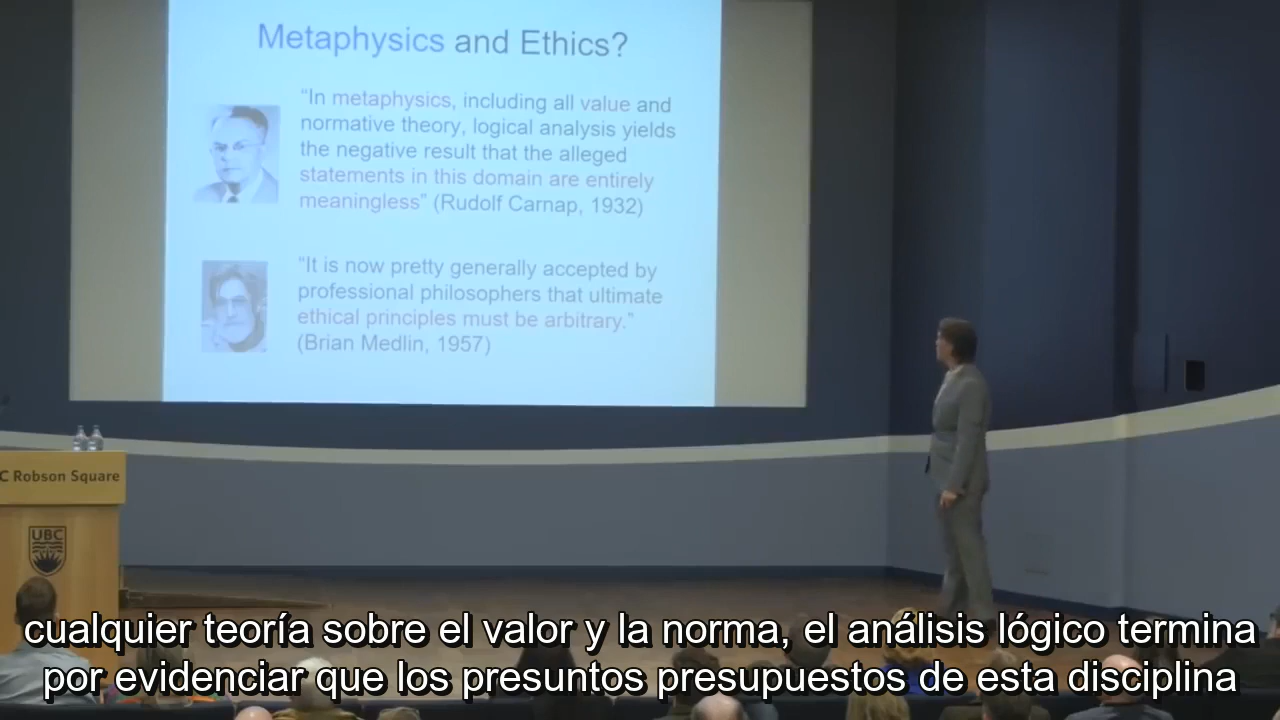 Metaphysics and Ethics?
“In metaphysics, including all value and
normative theory, logical analysis yields
the negative result that the alleged
statements in this domain are entirely
meaningless” (Rudolf Carnap, 1932)
“It is now pretty generally accepted by
professional philosophers that ultimate
ethical principles must be arbitrary.”
(Brian Medlin, 1957)
C Robson Square
UBC
cualquier teoría sobre el valor y la norma, el análisis lógico termina
por evidenciar que los presuntos presupuestos de esta disciplina